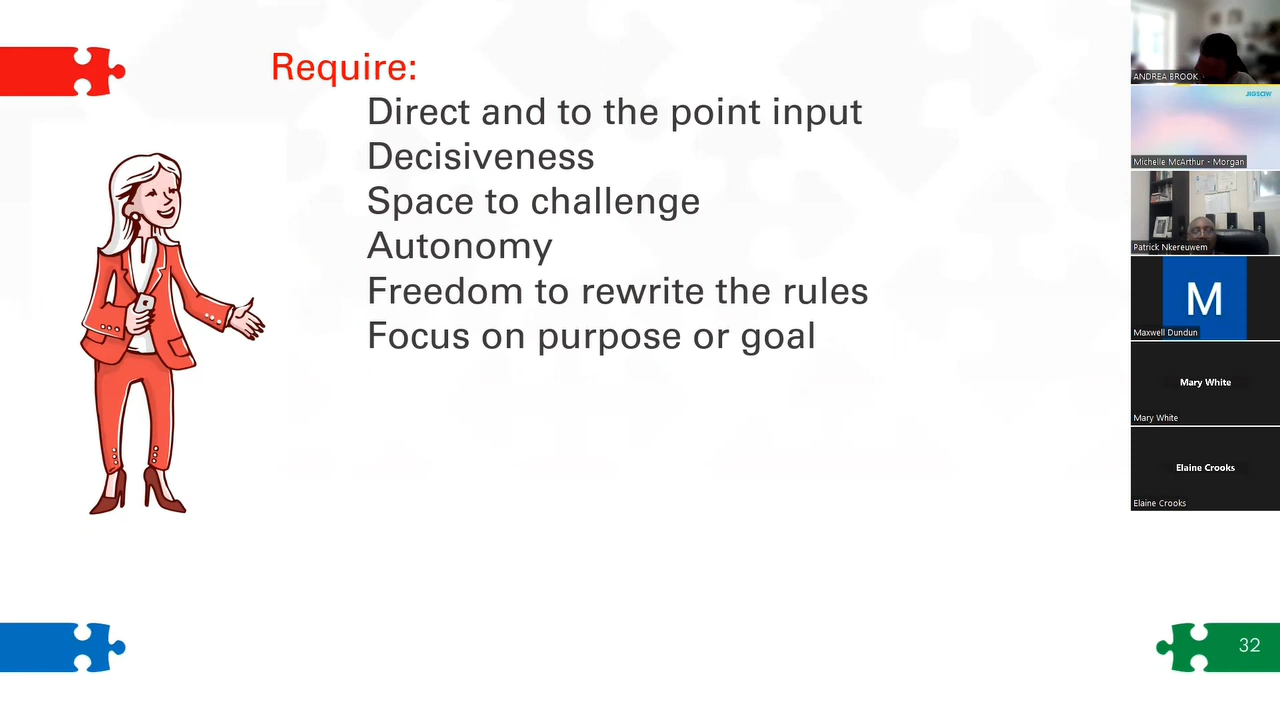 Require:
Direct and to the point input
Decisiveness
Space to challenge
Autonomy
Freedom to rewrite the rules
Focus on purpose or goal
32
ANDREA BROOK
JIGSAW
Michelle McArthur - Morgan
Patrick Nkereuwem
M
Maxwell Dundun
Mary White
Mary White
Elaine Crooks
Elaine Crooks